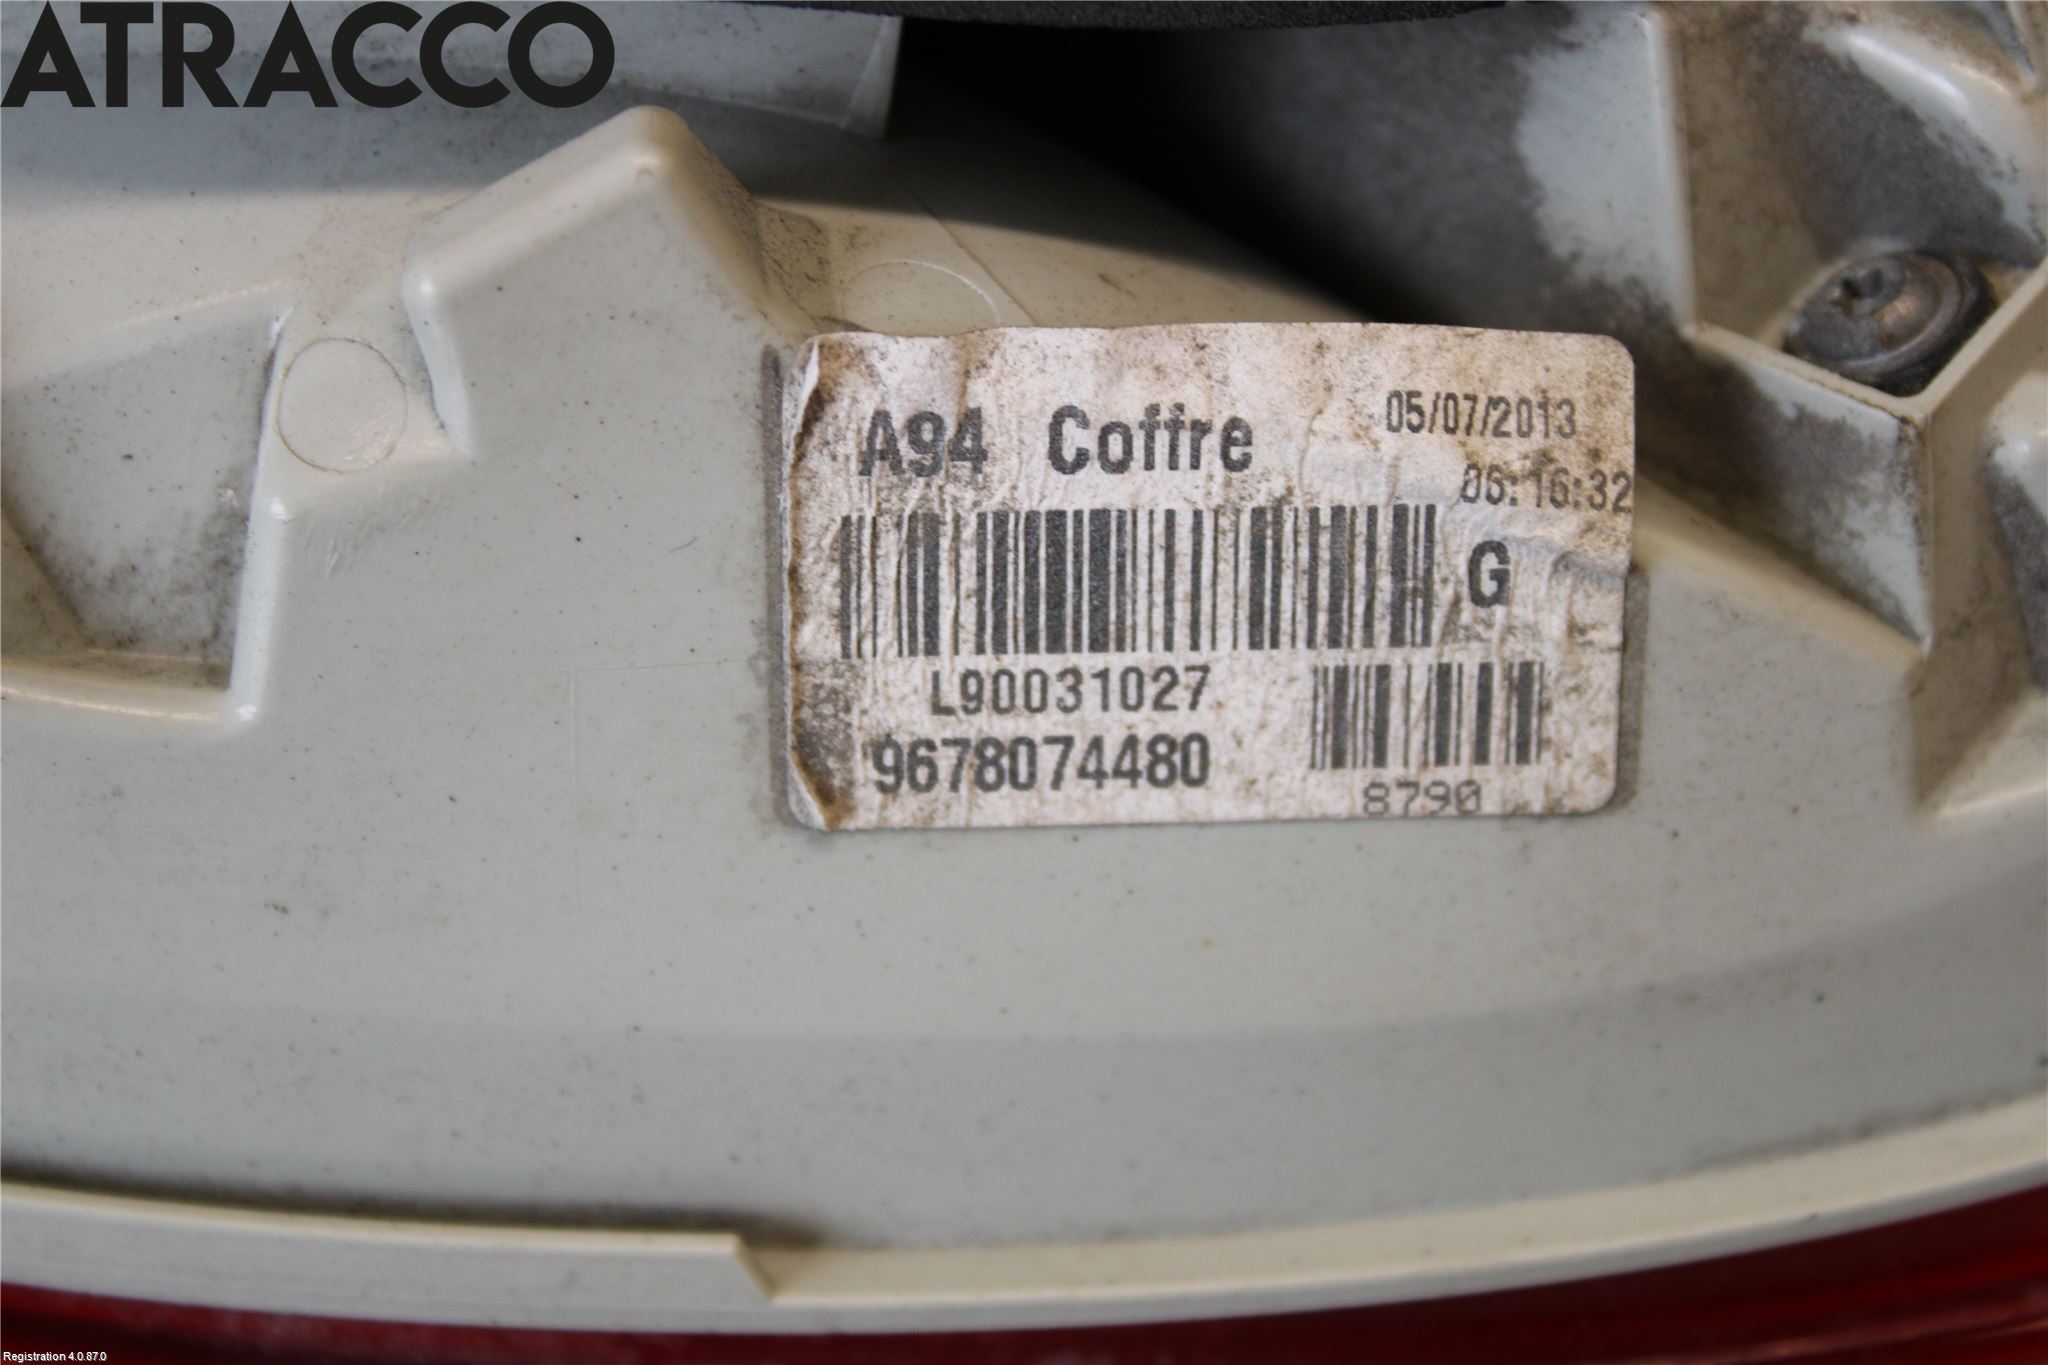 ATRACCO
A94 Coffre
05/07/2013
06:16:32
G
L90031027
9678074480
8790
Registration 4.0.87.0